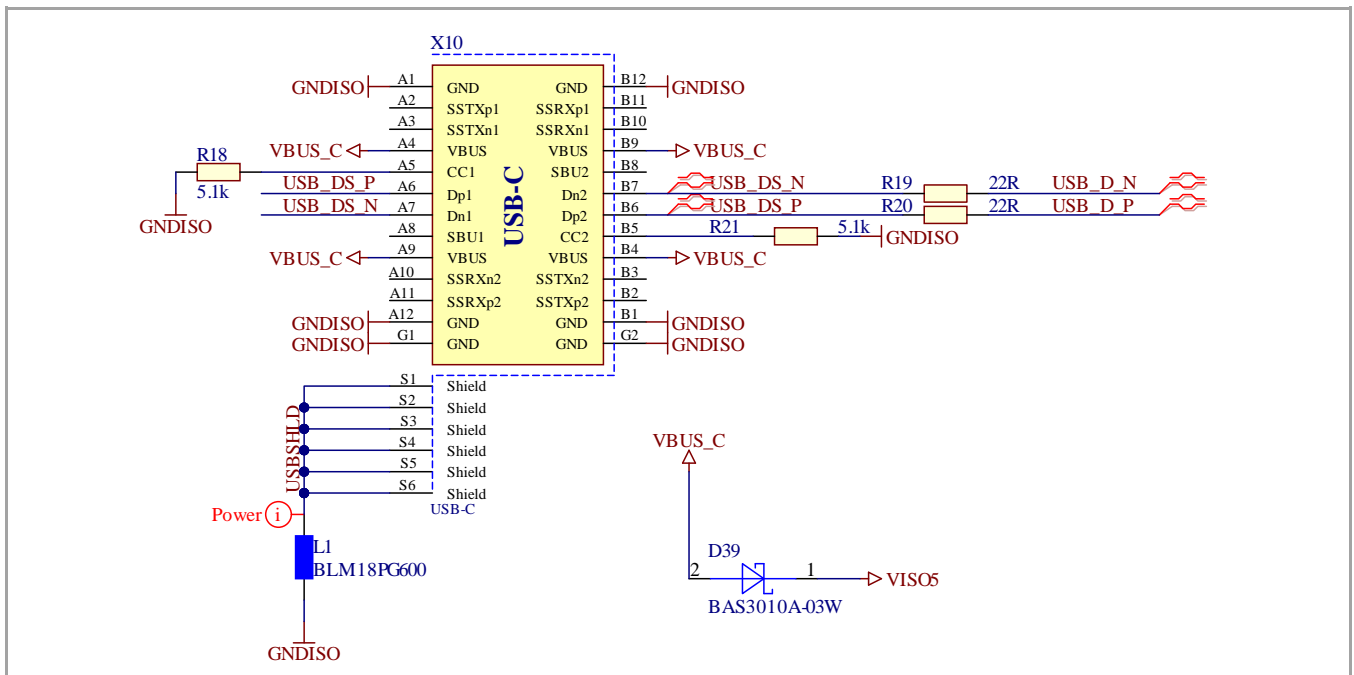 X10
GNDISO A1 GND GND B12 GNDISO
A2 SSTXp1 SSRXp1 B11
A3 SSTXn1 SSRXn1 B10
VBUS_C A4 VBUS VBUS B9 VBUS_C
R18 5.1k A5 CC1 SBU2 B8
USB_DS_P A6 Dp1 Dn2 B7 USB_DS_N R19 22R USB_D_N
USB_DS_N A7 Dn1 Dp2 B6 USB_DS_P R20 22R USB_D_P
GNDISO A8 SBU1 CC2 B5 R21 5.1k GNDISO
VBUS_C A9 VBUS VBUS B4 VBUS_C
A10 SSRXn2 SSTXn2 B3
A11 SSRXp2 SSTXp2 B2
GNDISO A12 GND GND B1 GNDISO
GNDISO G1 GND GND G2 GNDISO
USB-C
S1 Shield
S2 Shield
S3 Shield
S4 Shield
S5 Shield
S6 Shield
USB-C
USBSHLD
Power i
L1
BLM18PG600
GNDISO
VBUS_C
D39
2 1 VISO5
BAS3010A-03W